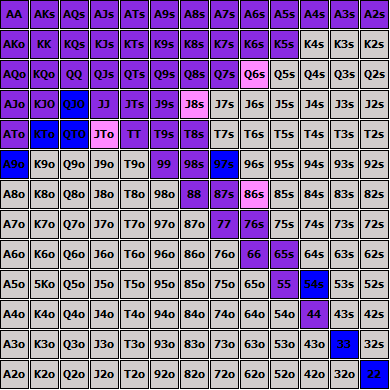 AA AKs AQs AJs ATs A9s A8s A7s A6s A5s A4s A3s A2s
AKo KK KQs KJs KTs K9s K8s K7s K6s K5s K4s K3s K2s
AQo KQo QQ QJs QTs Q9s Q8s Q7s Q6s Q5s Q4s Q3s Q2s
AJo KJO QJO JJ JTs J9s J8s J7s J6s J5s J4s J3s J2s
ATo KTo QTO JTo TT T9s T8s T7s T6s T5s T4s T3s T2s
A9o K9o Q9o J9o T9o 99 98s 97s 96s 95s 94s 93s 92s
A8o K8o Q8o J8o T8o 98o 88 87s 86s 85s 84s 83s 82s
A7o K7o Q7o J7o T7o 97o 87o 77 76s 75s 74s 73s 72s
A6o K6o Q6o J6o T6o 96o 86o 76o 66 65s 64s 63s 62s
A5o 5Ko Q5o J5o T5o 95o 85o 75o 65o 55 54s 53s 52s
A4o K4o Q4o J4o T4o 94o 84o 74o 64o 54o 44 43s 42s
A3o K3o Q3o J3o T3o 93o 83o 73o 63o 53o 43o 33 32s
A2o K2o Q2o J2o T2o 92o 82o 72o 62o 52o 42o 32o 22